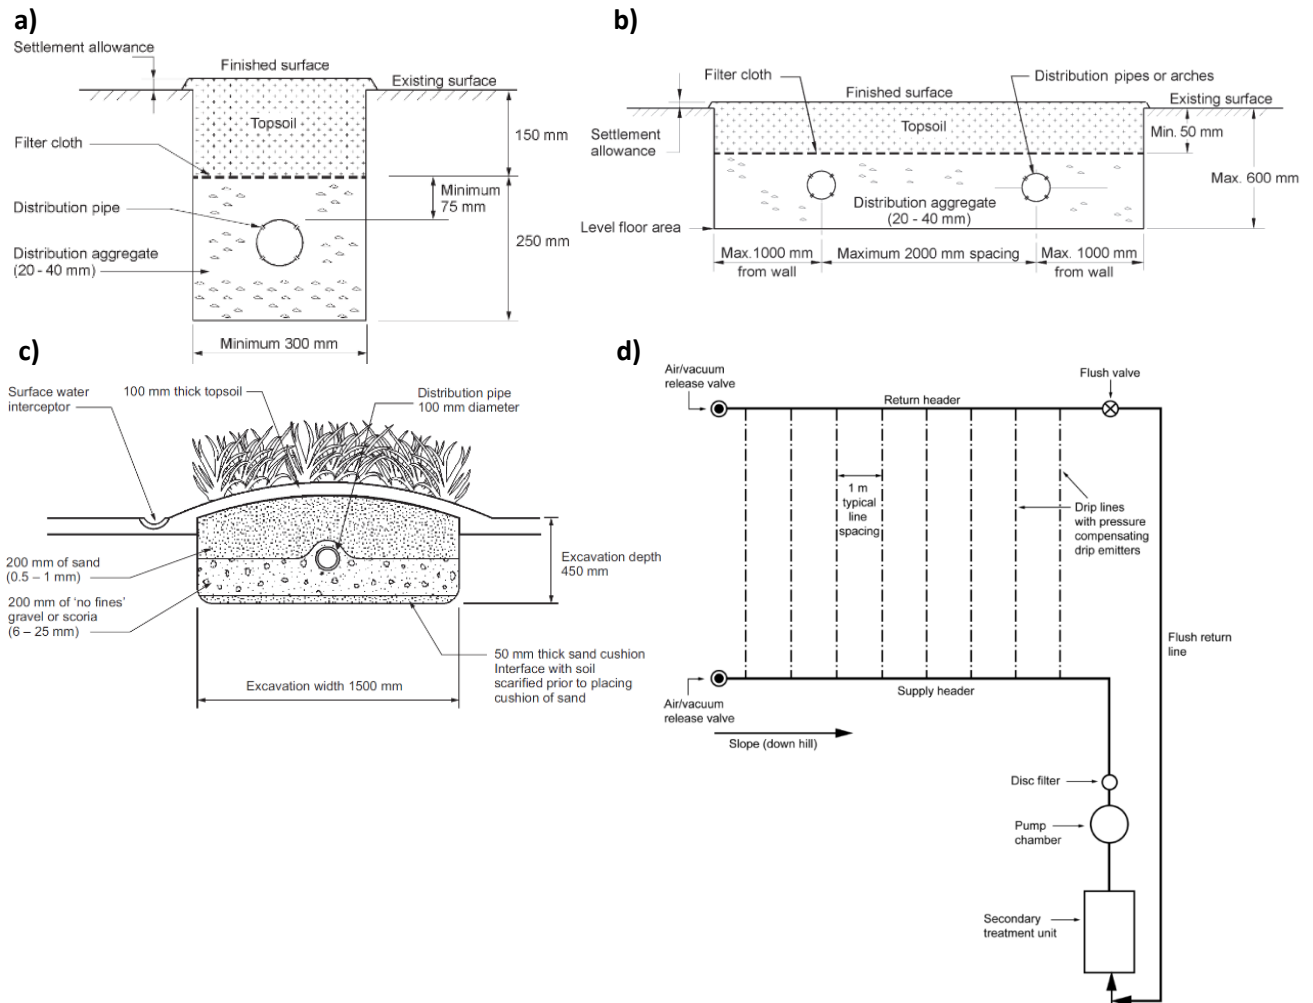 a)
Settlement
allowance
Finished surface
Existing surface
Topsoil
150 mm
Filter cloth
Minimum
75 mm
Distribution pipe
250 mm
Distribution aggregate
(20 - 40 mm)
Minimum 300 mm
b)
Filter cloth
Distribution pipes or arches
Finished surface
Existing surface
Topsoil
Min. 50 mm
Settlement
allowance
Max. 600 mm
Distribution aggregate
(20 - 40 mm)
Level floor area
Max.1000 mm
from wall
Maximum 2000 mm spacing
Max. 1000 mm
from wall
c)
Surface water
interceptor
100 mm thick topsoil
Distribution pipe
100 mm diameter
200 mm of sand
(0.5 – 1 mm)
Excavation depth
450 mm
200 mm of ‘no fines’
gravel or scoria
(6 – 25 mm)
50 mm thick sand cushion
Interface with soil
scarified prior to placing
cushion of sand
Excavation width 1500 mm
d)
Air/vacuum
release valve
Flush valve
Return header
1 m
typical
line
spacing
Drip lines
with pressure
compensating
drip emitters
Flush return
line
Supply header
Air/vacuum
release valve
Slope (down hill)
Disc filter
Pump
chamber
Secondary
treatment unit